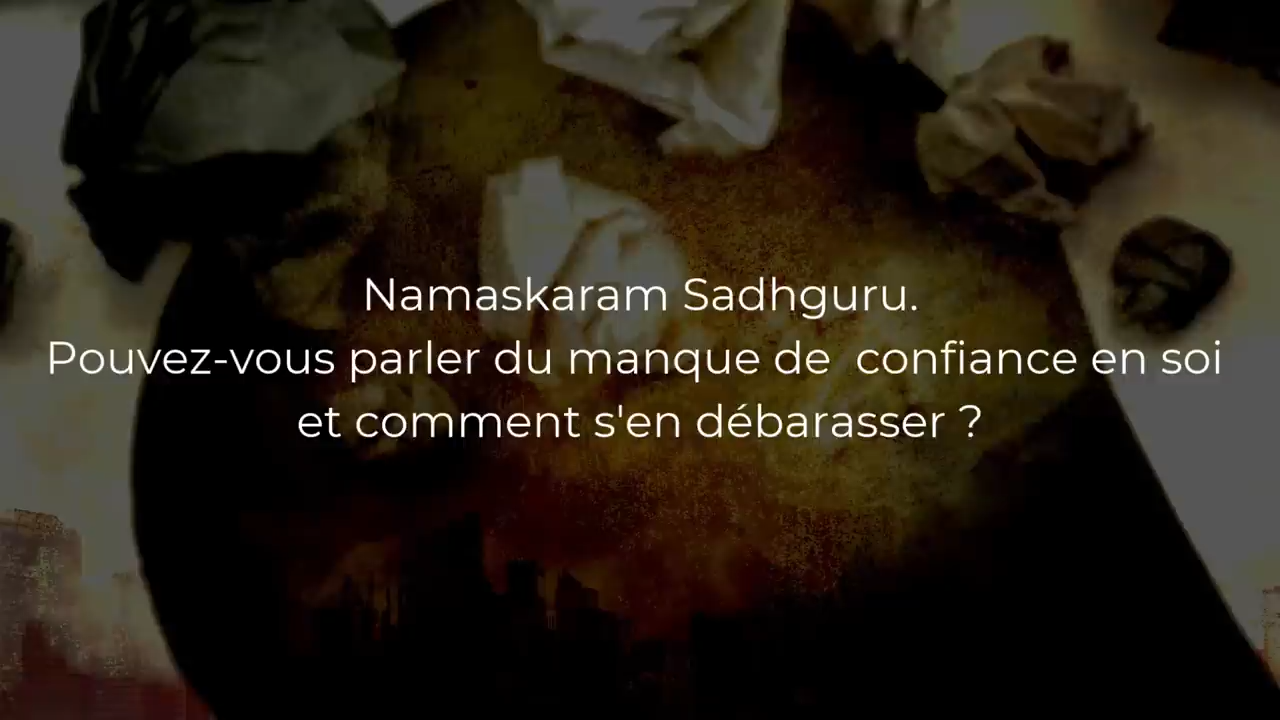 Namaskaram Sadhguru.
Pouvez-vous parler du manque de  confiance en soi
et comment s'en débarasser ?